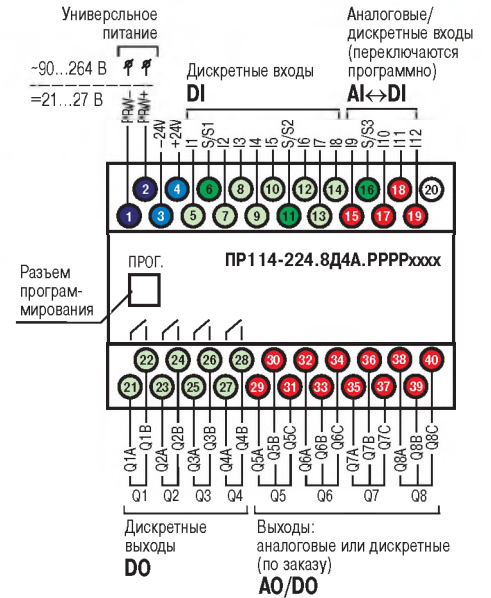 Универсльное
питание
~90...264 В
=21...27 В
Дискретные входы
DI
Аналоговые/
дискретные входы
(переключаются
программно)
AI↔DI
PRW− PRW+ −24V +24V I1 S/S1 I2 I3 I4 I5 S/S2 I6 I7 I8 I9 S/S3 I10 I11 I12
2 4 6 8 10 12 14 16 18 20
1 3 5 7 9 11 13 15 17 19
ПРОГ.
ПР114-224.8Д4А.РРРРхххх
Разъем
програм-
мирования
22 24 26 28 30 32 34 36 38 40
21 23 25 27 29 31 33 35 37 39
Q1A Q1B Q2A Q2B Q3A Q3B Q4A Q4B Q5A Q5B Q5C Q6A Q6B Q6C Q7A Q7B Q7C Q8A Q8B Q8C
Q1 Q2 Q3 Q4 Q5 Q6 Q7 Q8
Дискретные
выходы
DO
Выходы:
аналоговые или дискретные
(по заказу)
AO/DO